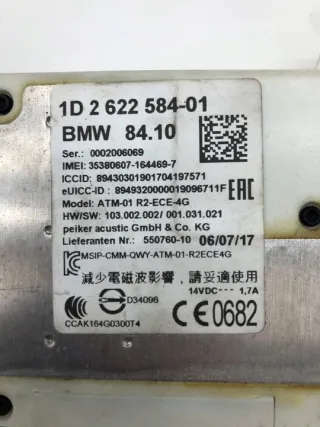 1D 2 622 584-01
BMW 84.10
Ser.: 0002006069
IMEI: 35380607-164469-7
ICCID: 89430301901704197571
eUICC-ID : 8949320000019096711F
EAC
Model: ATM-01 R2-ECE-4G
HW/SW: 103.002.002/ 001.031.021
peiker acustic GmbH & Co. KG
Lieferanten Nr.: 550760-10 06/07/17
MSIP-CMM-QWY-ATM-01-R2ECE4G
減少電磁波影響，請妥適使用
14VDC 1,7A
D34096
CCAK164G0300T4
CE0682